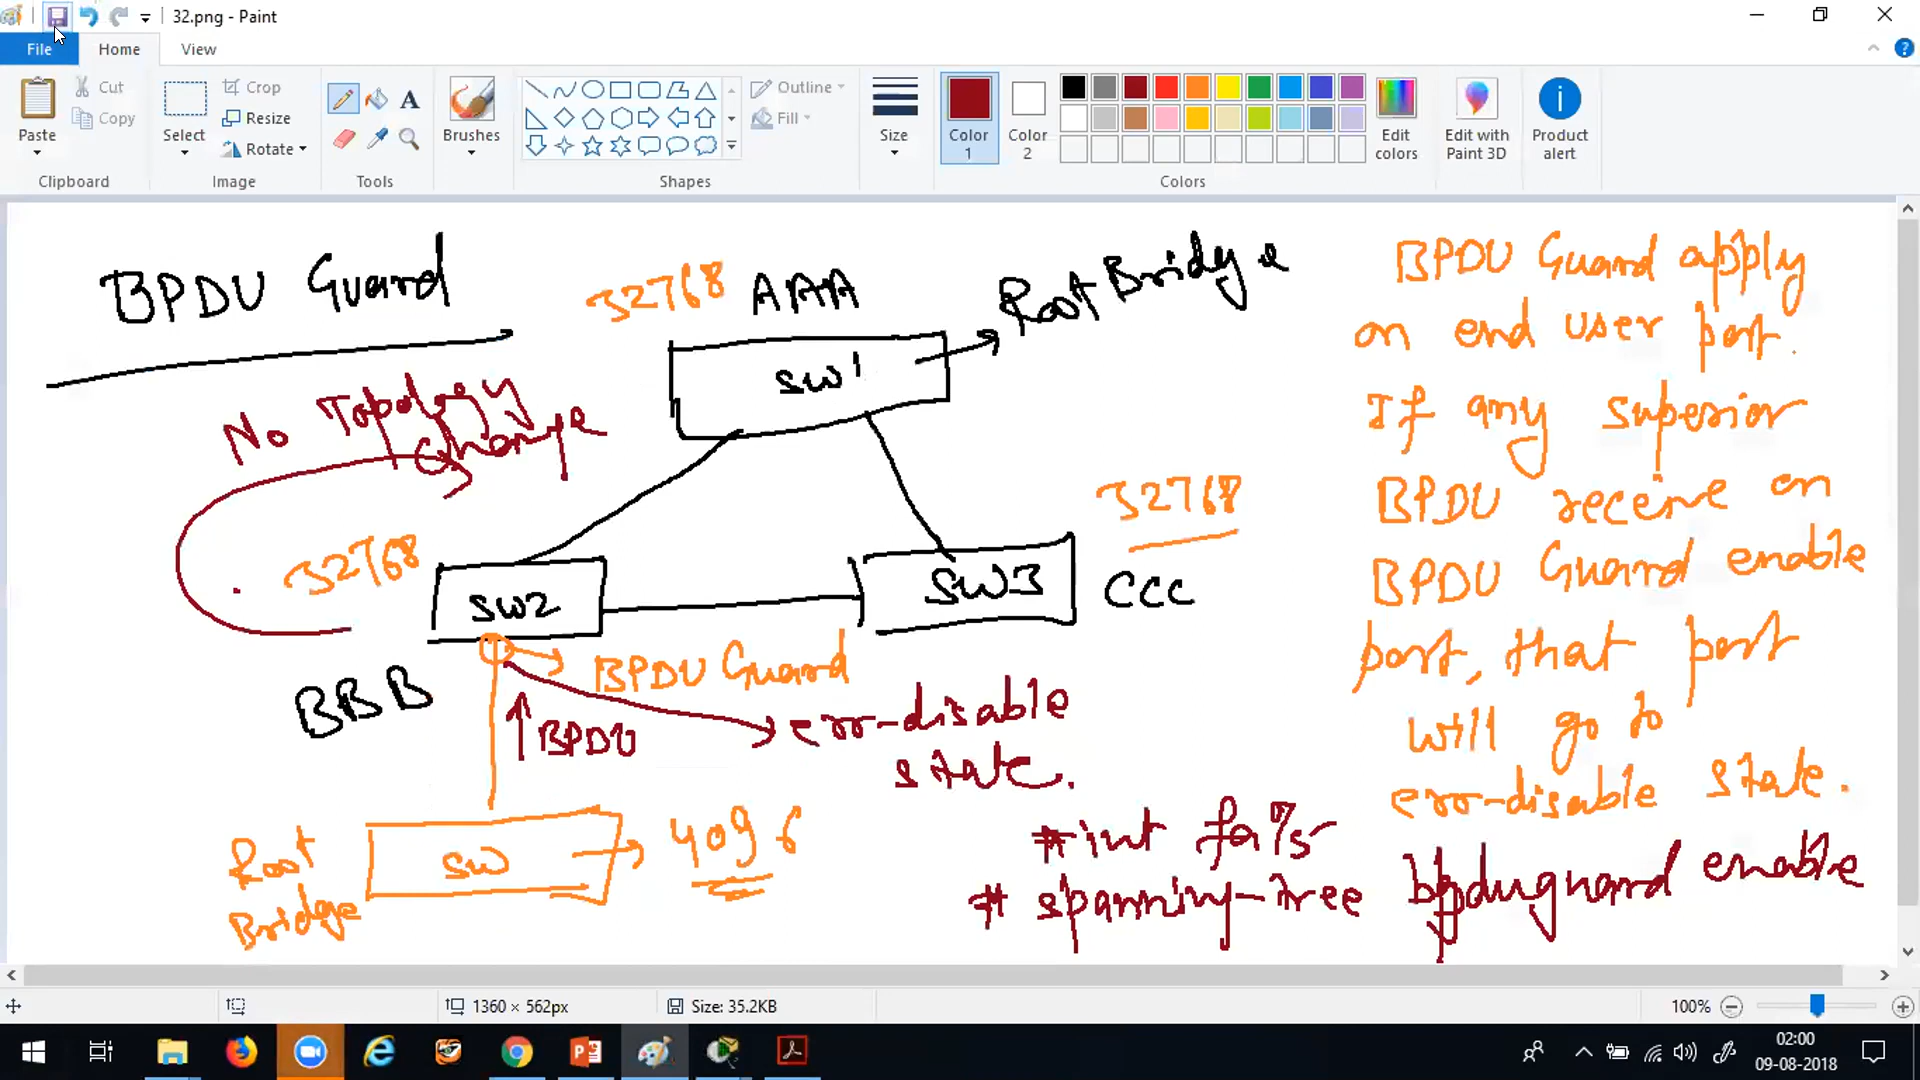 32.png - Paint
File Home View
Paste
Cut
Copy
Clipboard
Select
Crop
Resize
Rotate
Image
Tools
Brushes
Outline
Fill
Shapes
Size
Color 1
Color 2
Edit colors
Edit with Paint 3D
Product alert
Colors
BPDU Guard
32768 AAA
Root Bridge
SW1
No Topology
Change
32768
SW2
BBB
32768
SW3
CCC
BPDU Guard
BPDU
err-disable
state.
Root
Bridge
SW
4096
BPDU Guard apply
on end user port.
If any superior
BPDU receive on
BPDU Guard enable
port, that port
will go to
err-disable state.
# int fa1/5
# spanning-tree bpduguard enable
1360 × 562px
Size: 35.2KB
100%
02:00
09-08-2018